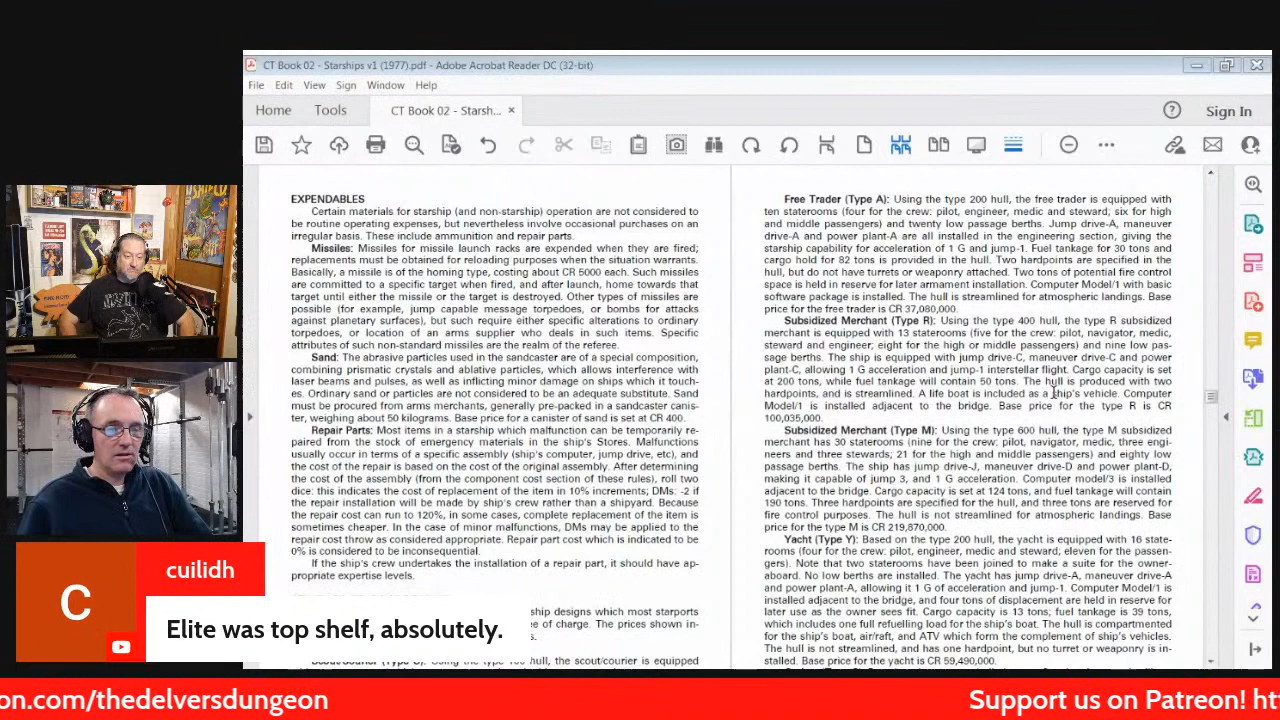 CT Book 02 - Starships v1 (1977).pdf - Adobe Acrobat Reader DC (32-bit)
File Edit View Sign Window Help
Home Tools CT Book 02 - Starsh... × Sign In
EXPENDABLES
Certain materials for starship (and non-starship) operation are not considered to
be routine operating expenses, but nevertheless involve occasional purchases on an
irregular basis. These include ammunition and repair parts.
Missiles: Missiles for missile launch racks are expended when they are fired;
replacements must be obtained for reloading purposes when the situation warrants.
Basically, a missile is of the homing type, costing about CR 5000 each. Such missiles
are committed to a specific target when fired, and after launch, home towards that
target until either the missile or the target is destroyed. Other types of missiles are
possible (for example, jump capable message torpedoes, or bombs for attacks
against planetary surfaces), but such require either specific alterations to ordinary
torpedoes, or location of an arms supplier who deals in such items. Specific
attributes of such non-standard missiles are the realm of the referee.
Sand: The abrasive particles used in the sandcaster are of a special composition,
combining prismatic crystals and ablative particles, which allows interference with
laser beams and pulses, as well as inflicting minor damage on ships which it touch-
es. Ordinary sand or particles are not considered to be an adequate substitute. Sand
must be procured from arms merchants, generally pre-packed in a sandcaster canis-
ter, weighing about 50 kilograms. Base price for a canister of sand is set at CR 400.
Repair Parts: Most items in a starship which malfunction can be temporarily re-
paired from the stock of emergency materials in the ship's Stores. Malfunctions
usually occur in terms of a specific assembly (ship's computer, jump drive, etc), and
the cost of the repair is based on the cost of the original assembly. After determining
the cost of the assembly (from the component cost section of these rules), roll two
dice: this indicates the cost of replacement of the item in 10% increments; DMs: -2 if
the repair installation will be made by ship's crew rather than a shipyard. Because
the repair cost can run to 120%, in some cases, complete replacement of the item is
sometimes cheaper. In the case of minor malfunctions, DMs may be applied to the
repair cost throw as considered appropriate. Repair part cost which is indicated to be
0% is considered to be inconsequential.
If the ship's crew undertakes the installation of a repair part, it should have ap-
propriate expertise levels.
ship designs which most starports
e of charge. The prices shown in-
s.
hull, the scout/courier is equipped
Free Trader (Type A): Using the type 200 hull, the free trader is equipped with
ten staterooms (four for the crew: pilot, engineer, medic and steward; six for high
and middle passengers) and twenty low passage berths. Jump drive-A, maneuver
drive-A and power plant-A are all installed in the engineering section, giving the
starship capability for acceleration of 1 G and jump-1. Fuel tankage for 30 tons and
cargo hold for 82 tons is provided in the hull. Two hardpoints are specified in the
hull, but do not have turrets or weaponry attached. Two tons of potential fire control
space is held in reserve for later armament installation. Computer Model/1 with basic
software package is installed. The hull is streamlined for atmospheric landings. Base
price for the free trader is CR 37,080,000.
Subsidized Merchant (Type R): Using the type 400 hull, the type R subsidized
merchant is equipped with 13 staterooms (five for the crew: pilot, navigator, medic,
steward and engineer; eight for the high or middle passengers) and nine low pas-
sage berths. The ship is equipped with jump drive-C, maneuver drive-C and power
plant-C, allowing 1 G acceleration and jump-1 interstellar flight. Cargo capacity is set
at 200 tons, while fuel tankage will contain 50 tons. The hull is produced with two
hardpoints, and is streamlined. A life boat is included as a ship's vehicle. Computer
Model/1 is installed adjacent to the bridge. Base price for the type R is CR
100,035,000.
Subsidized Merchant (Type M): Using the type 600 hull, the type M subsidized
merchant has 30 staterooms (nine for the crew: pilot, navigator, medic, three engi-
neers and three stewards; 21 for the high and middle passengers) and eighty low
passage berths. The ship has jump drive-J, maneuver drive-D and power plant-D,
making it capable of jump 3, and 1 G acceleration. Computer model/3 is installed
adjacent to the bridge. Cargo capacity is set at 124 tons, and fuel tankage will contain
190 tons. Three hardpoints are specified for the hull, and three tons are reserved for
fire control purposes. The hull is not streamlined for atmospheric landings. Base
price for the type M is CR 219,870,000.
Yacht (Type Y): Based on the type 200 hull, the yacht is equipped with 16 state-
rooms (four for the crew: pilot, engineer, medic and steward; eleven for the passen-
gers). Note that two staterooms have been joined to make a suite for the owner-
aboard. No low berths are installed. The yacht has jump drive-A, maneuver drive-A
and power plant-A, allowing it 1 G of acceleration and jump-1. Computer Model/1 is
installed adjacent to the bridge, and four tons of displacement are held in reserve for
later use as the owner sees fit. Cargo capacity is 13 tons; fuel tankage is 39 tons,
which includes one full refuelling load for the ship's boat. The hull is compartmented
for the ship's boat, air/raft, and ATV which form the complement of ship's vehicles.
The hull is not streamlined, and has one hardpoint, but no turret or weaponry is in-
stalled. Base price for the yacht is CR 59,490,000.
C
cuilidh
Elite was top shelf, absolutely.
on.com/thedelversdungeon Support us on Patreon! ht